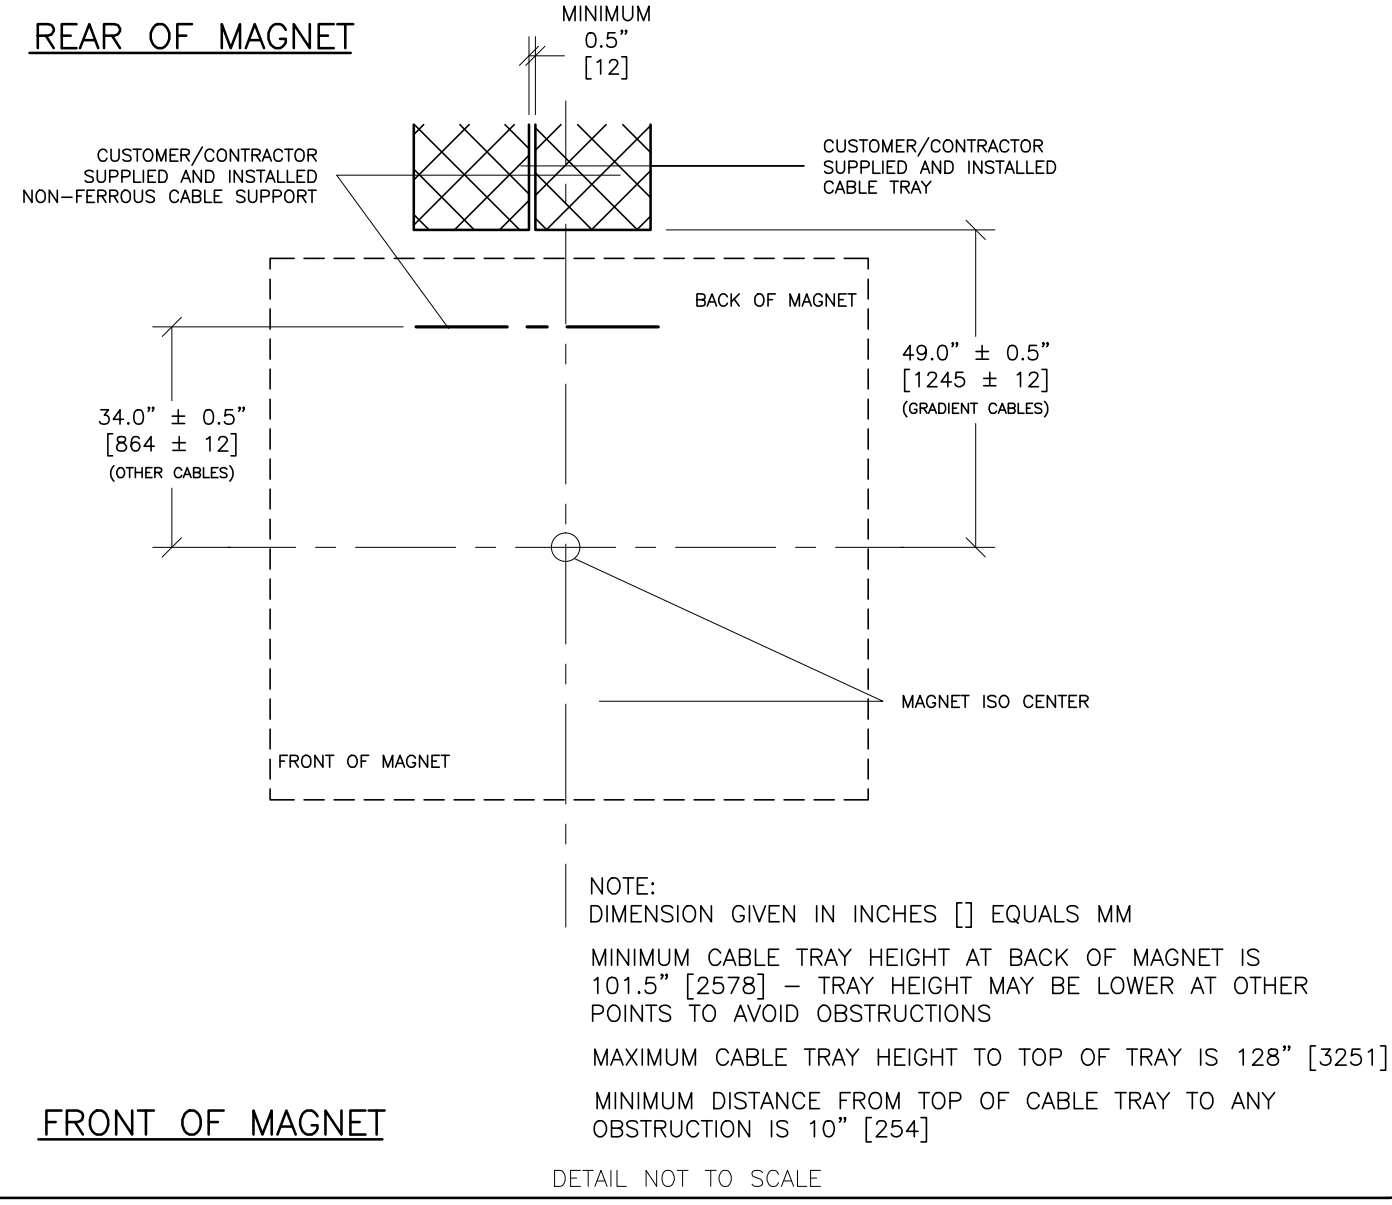 REAR OF MAGNET
MINIMUM
0.5”
[12]
CUSTOMER/CONTRACTOR
SUPPLIED AND INSTALLED
NON-FERROUS CABLE SUPPORT
CUSTOMER/CONTRACTOR
SUPPLIED AND INSTALLED
CABLE TRAY
BACK OF MAGNET
49.0” ± 0.5”
[1245 ± 12]
(GRADIENT CABLES)
34.0” ± 0.5”
[864 ± 12]
(OTHER CABLES)
MAGNET ISO CENTER
FRONT OF MAGNET
NOTE:
DIMENSION GIVEN IN INCHES [] EQUALS MM
MINIMUM CABLE TRAY HEIGHT AT BACK OF MAGNET IS
101.5” [2578] – TRAY HEIGHT MAY BE LOWER AT OTHER
POINTS TO AVOID OBSTRUCTIONS
MAXIMUM CABLE TRAY HEIGHT TO TOP OF TRAY IS 128” [3251]
MINIMUM DISTANCE FROM TOP OF CABLE TRAY TO ANY
OBSTRUCTION IS 10” [254]
FRONT OF MAGNET
DETAIL NOT TO SCALE